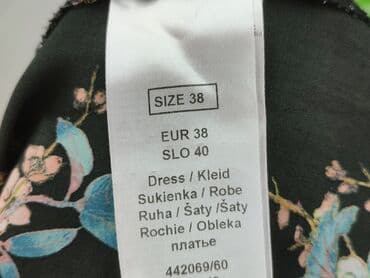 SIZE 38
EUR 38
SLO 40
Dress / Kleid
Sukienka / Robe
Ruha / Šaty /Šaty
Rochie / Obleka
платье
442069/60